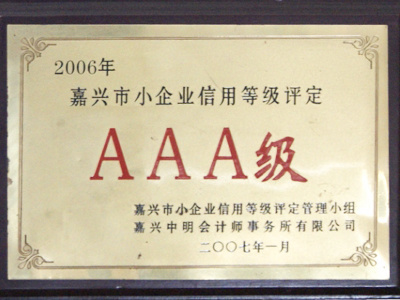 2006年
嘉兴市小企业信用等级评定
AAA级
嘉兴市小企业信用等级评定管理小组
嘉兴中明会计师事务所有限公司
二〇〇七年一月